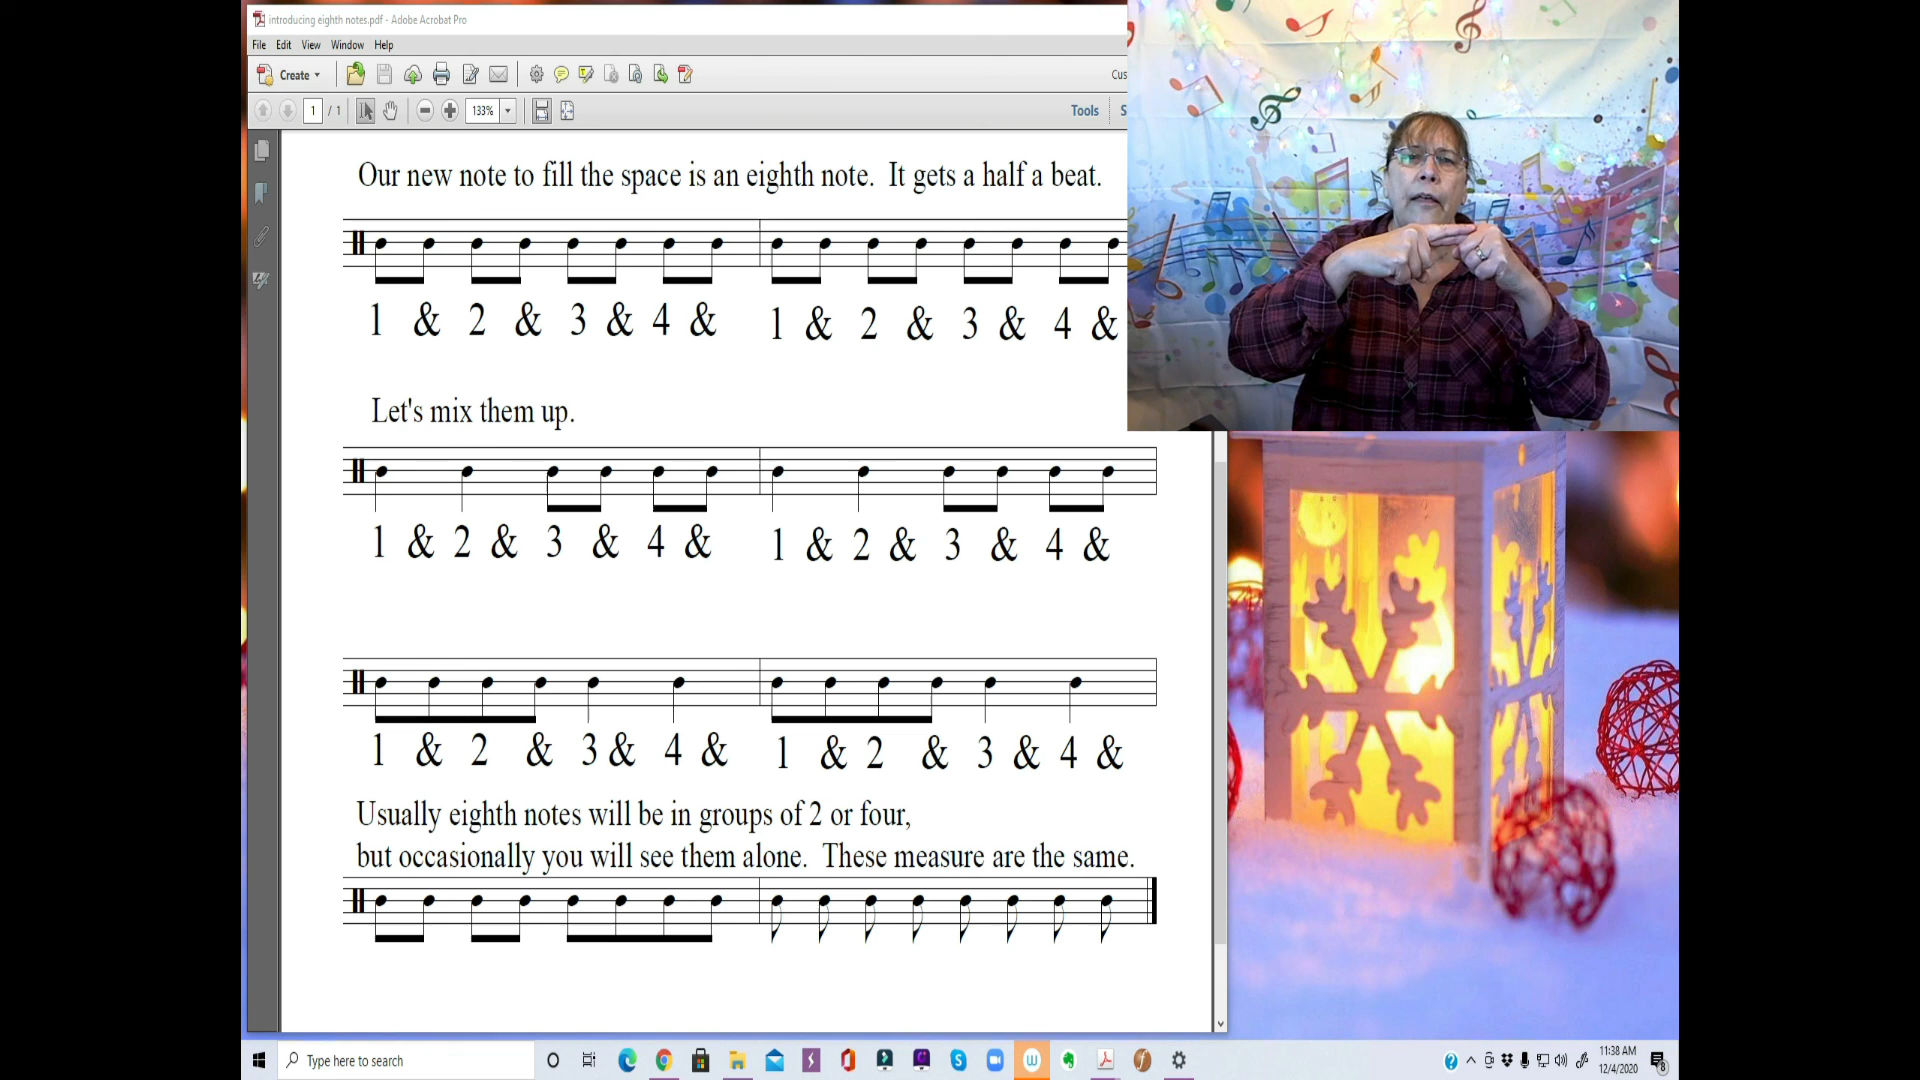 introducing eighth notes.pdf - Adobe Acrobat Pro
File Edit View Window Help
Create
Cus
1 / 1
133%
Tools
S
Our new note to fill the space is an eighth note. It gets a half a beat.
1 & 2 & 3 & 4 & 1 & 2 & 3 & 4 &
Let's mix them up.
1 & 2 & 3 & 4 & 1 & 2 & 3 & 4 &
1 & 2 & 3 & 4 & 1 & 2 & 3 & 4 &
Usually eighth notes will be in groups of 2 or four,
but occasionally you will see them alone. These measure are the same.
Type here to search
11:38 AM
12/4/2020
8